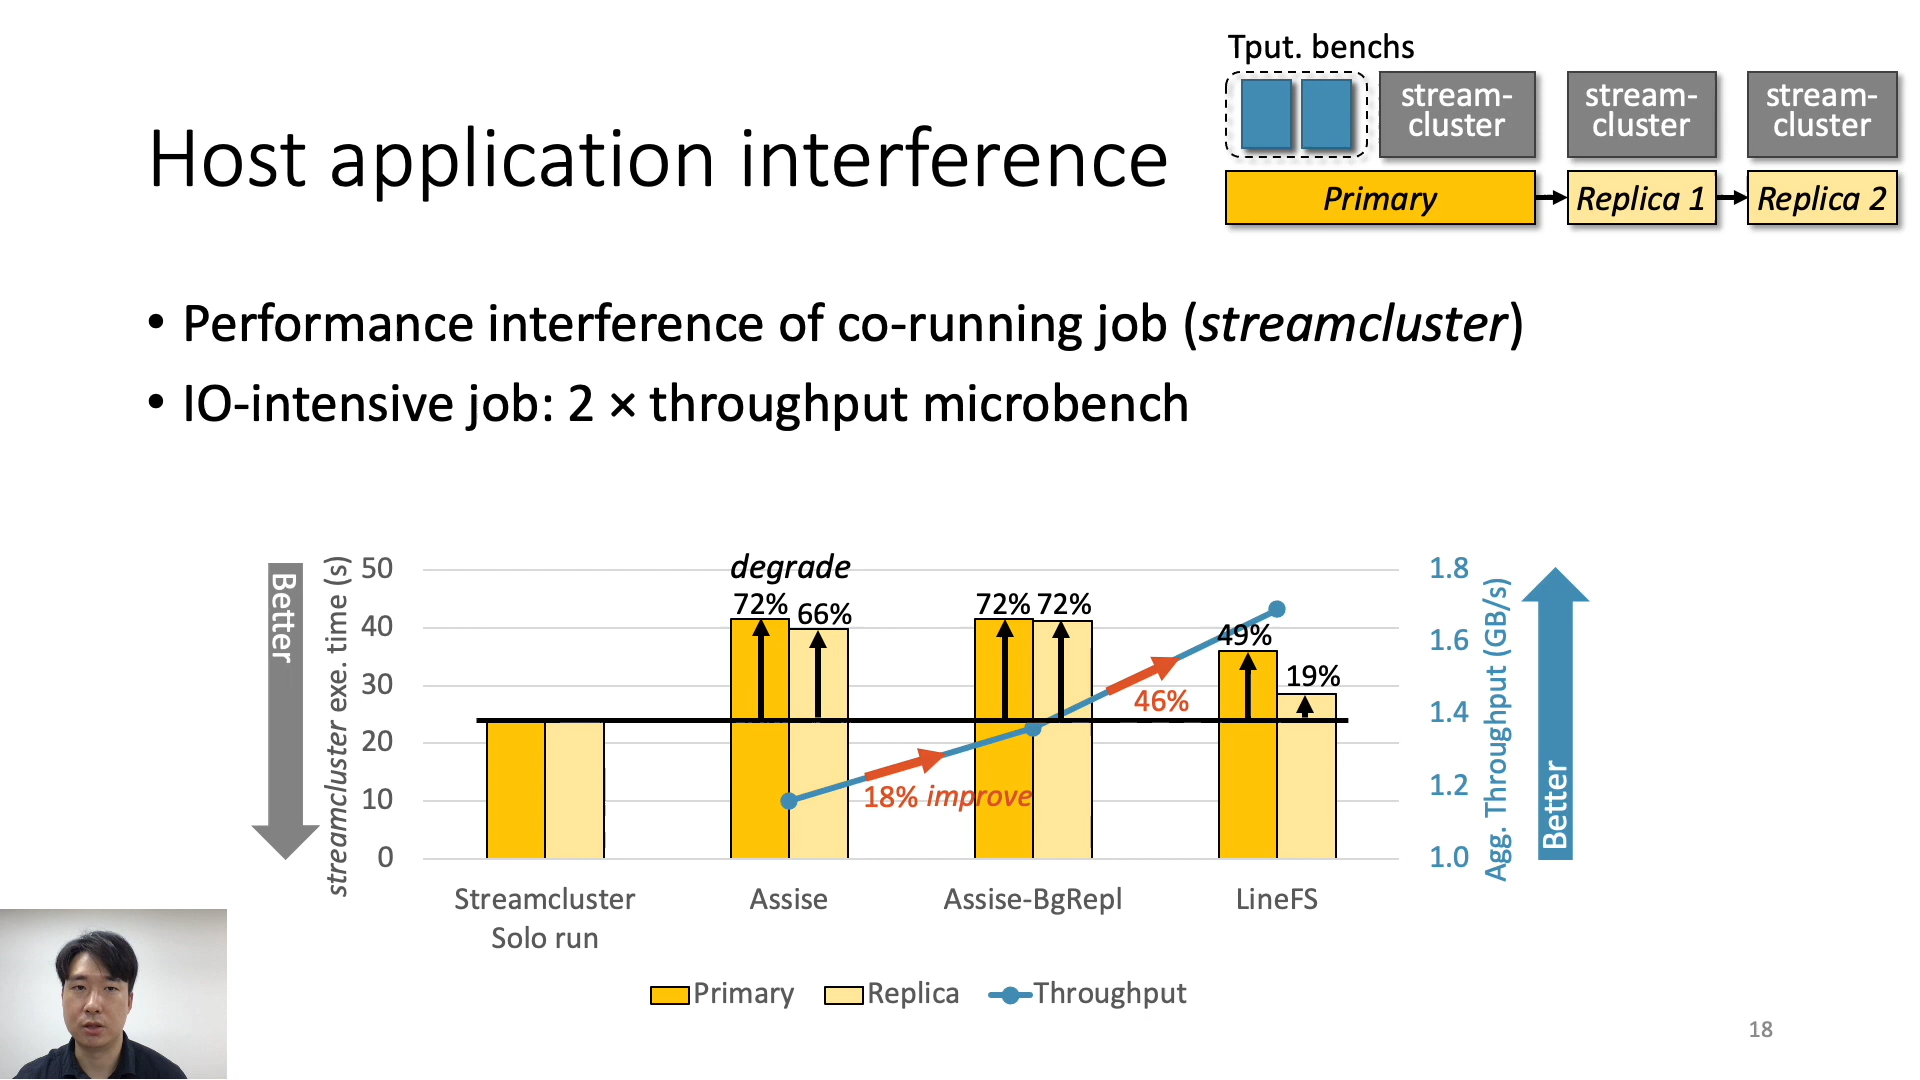 Tput. benchs
stream-
cluster
stream-
cluster
stream-
cluster
Primary
Replica 1
Replica 2
Host application interference
• Performance interference of co-running job (streamcluster)
• IO-intensive job: 2 × throughput microbench
Better
streamcluster exe. time (s)
50
40
30
20
10
0
degrade
72%
66%
72%
72%
49%
19%
18% improve
46%
1.8
1.6
1.4
1.2
1.0
Agg. Throughput (GB/s)
Better
Streamcluster
Solo run
Assise
Assise-BgRepl
LineFS
Primary
Replica
Throughput
18